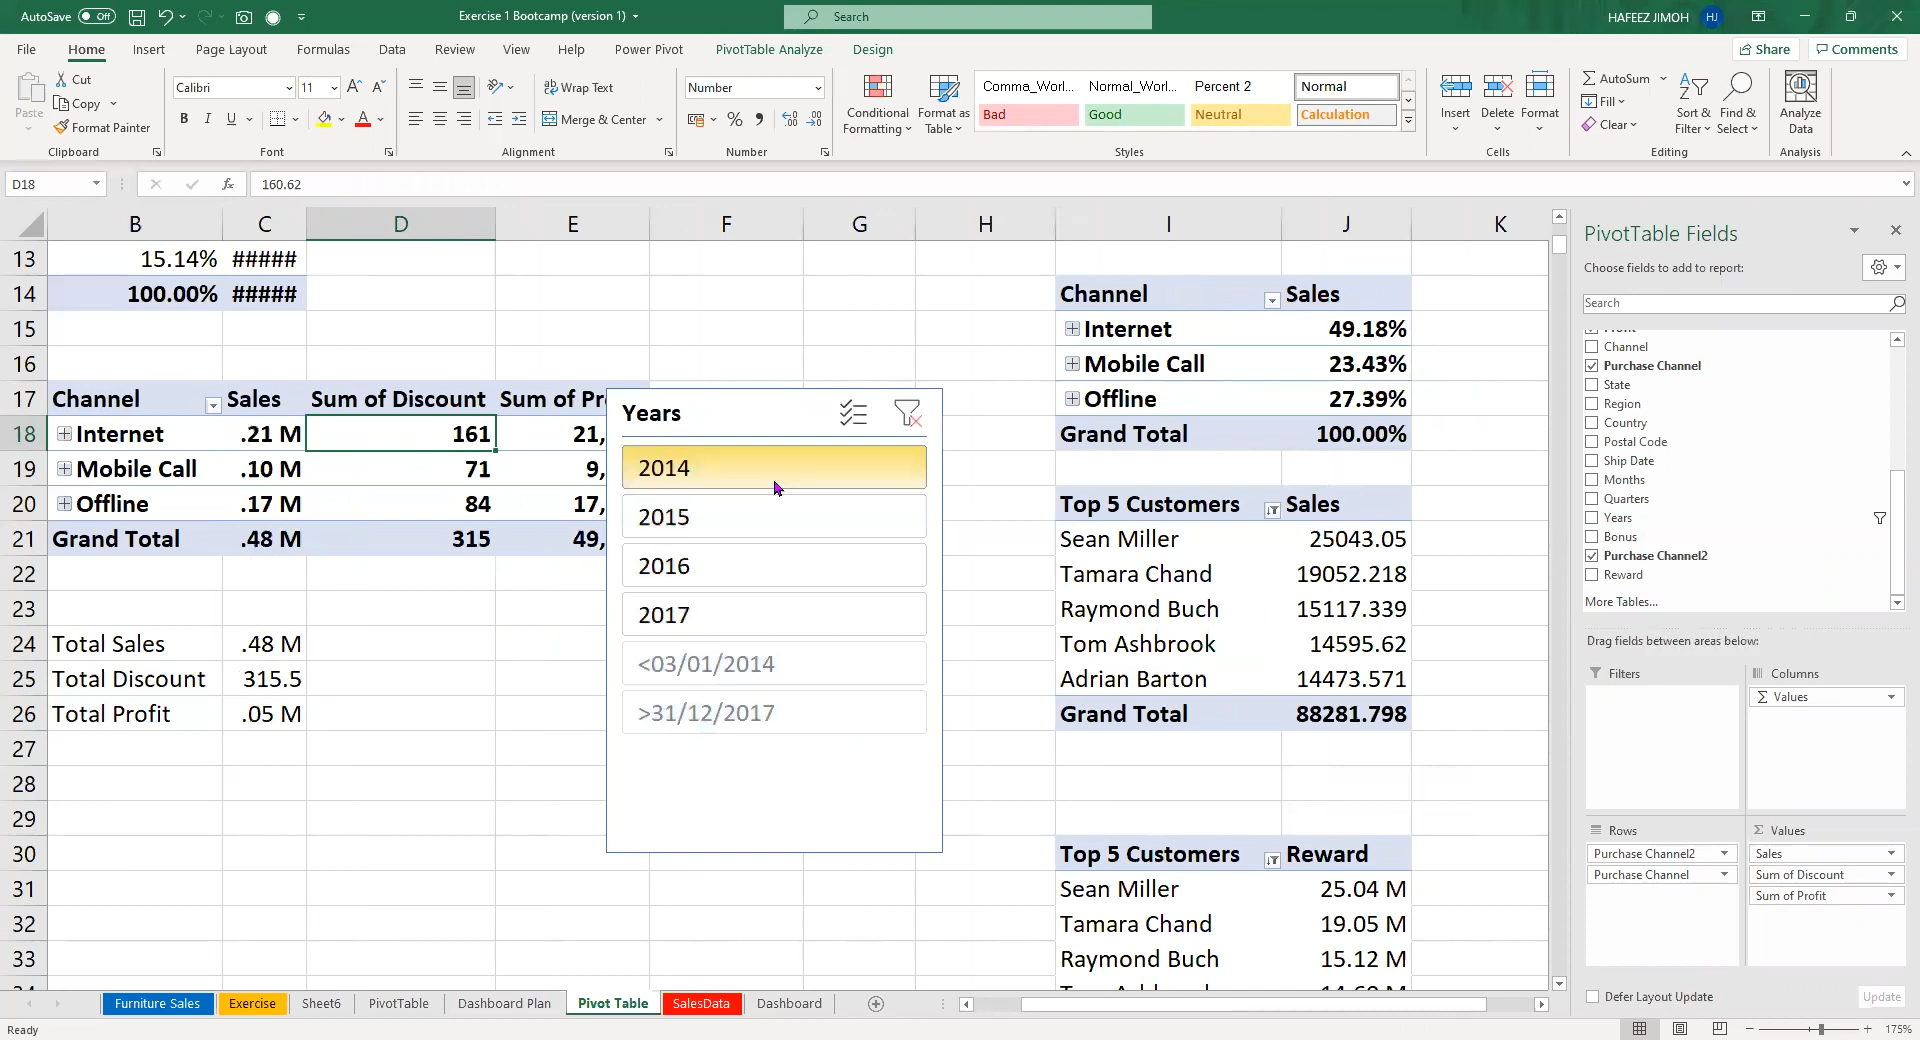 AutoSave Off
Exercise 1 Bootcamp (version 1)
Search
HAFEEZ JIMOH HJ
File Home Insert Page Layout Formulas Data Review View Help Power Pivot PivotTable Analyze Design
Share Comments
Paste
Cut
Copy
Format Painter
Clipboard
Calibri 11
B I U
Font
Wrap Text
Merge & Center
Alignment
Number
Number
Conditional Formatting
Format as Table
Comma_Worl... Normal_Worl... Percent 2 Normal
Bad Good Neutral Calculation
Styles
Insert Delete Format
Cells
AutoSum
Fill
Clear
Sort & Filter
Find & Select
Editing
Analyze Data
Analysis
D18 fx 160.62
B C D E F G H I J K
13 15.14% #####
14 100.00% ##### Channel Sales
15 Internet 49.18%
16 Mobile Call 23.43%
17 Channel Sales Sum of Discount Sum of Pr Offline 27.39%
18 Internet .21 M 161 21, Grand Total 100.00%
19 Mobile Call .10 M 71 9,
20 Offline .17 M 84 17, Top 5 Customers Sales
21 Grand Total .48 M 315 49, Sean Miller 25043.05
22 Tamara Chand 19052.218
23 Raymond Buch 15117.339
24 Total Sales .48 M Tom Ashbrook 14595.62
25 Total Discount 315.5 Adrian Barton 14473.571
26 Total Profit .05 M Grand Total 88281.798
27
28
29
30 Top 5 Customers Reward
31 Sean Miller 25.04 M
32 Tamara Chand 19.05 M
33 Raymond Buch 15.12 M
Years
2014
2015
2016
2017
<03/01/2014
>31/12/2017
PivotTable Fields
Choose fields to add to report:
Search
Channel
Purchase Channel
State
Region
Country
Postal Code
Ship Date
Months
Quarters
Years
Bonus
Purchase Channel2
Reward
More Tables...
Drag fields between areas below:
Filters
Columns
Σ Values
Rows
Purchase Channel2
Purchase Channel
Σ Values
Sales
Sum of Discount
Sum of Profit
Defer Layout Update Update
Furniture Sales Exercise Sheet6 PivotTable Dashboard Plan Pivot Table SalesData Dashboard
Ready
175%